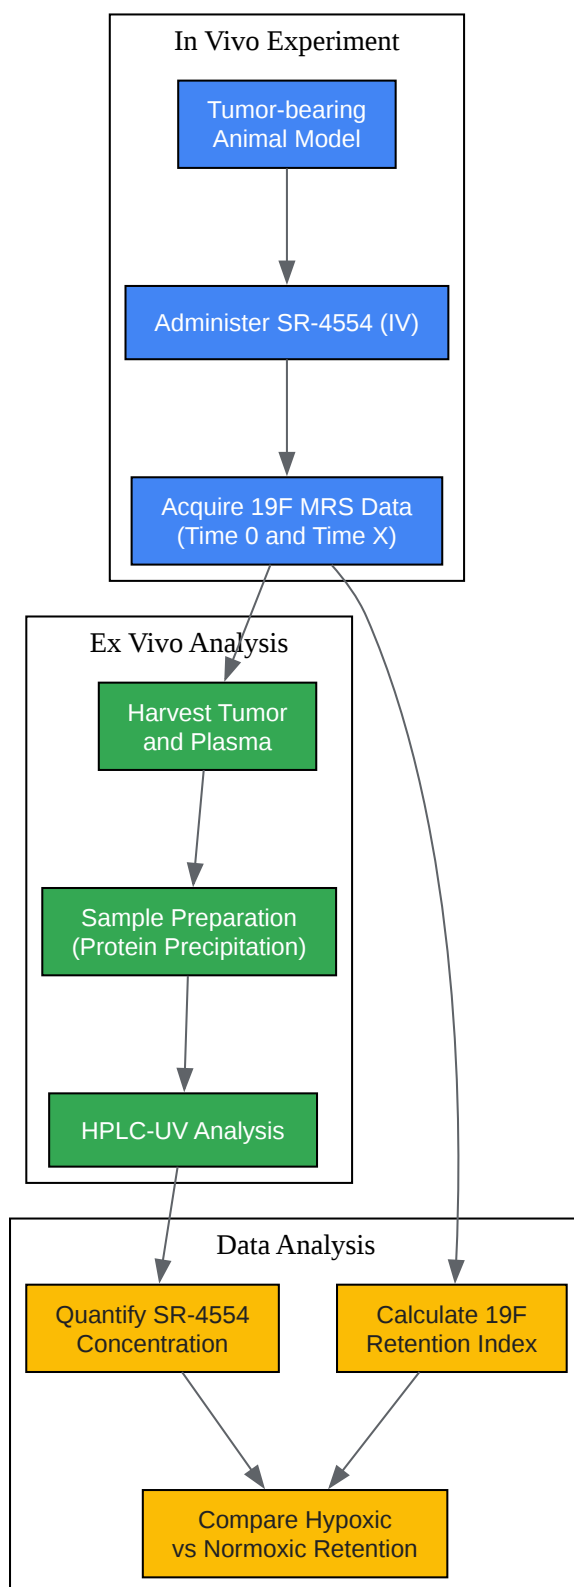 In Vivo Experiment
Tumor-bearing
Animal Model
Administer SR-4554 (IV)
Acquire 19F MRS Data
(Time 0 and Time X)
Ex Vivo Analysis
Harvest Tumor
and Plasma
Sample Preparation
(Protein Precipitation)
HPLC-UV Analysis
Data Analysis
Quantify SR-4554
Concentration
Calculate 19F
Retention Index
Compare Hypoxic
vs Normoxic Retention